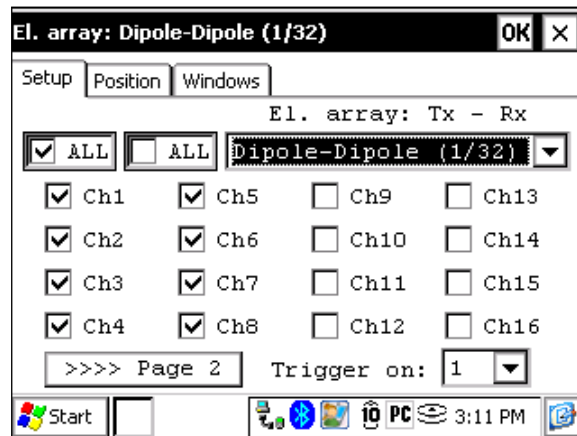 El. array: Dipole-Dipole (1/32) OK ×
Setup Position Windows
El. array: Tx - Rx
ALL ALL Dipole-Dipole (1/32)
Ch1 Ch5 Ch9 Ch13
Ch2 Ch6 Ch10 Ch14
Ch3 Ch7 Ch11 Ch15
Ch4 Ch8 Ch12 Ch16
>>>> Page 2 Trigger on: 1
Start PC 3:11 PM